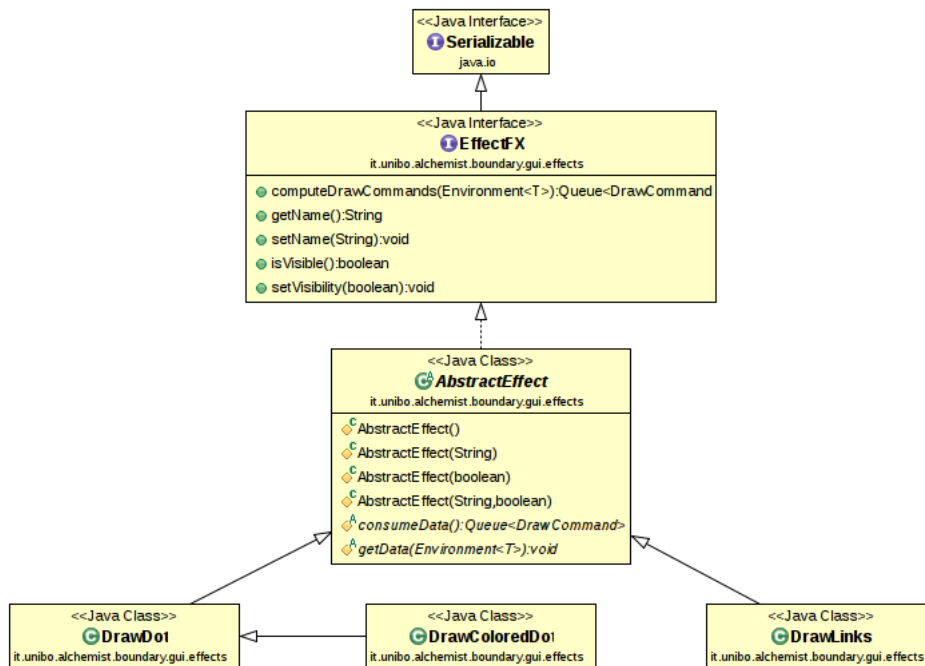 <<Java Interface>>
Serializable
java.io
<<Java Interface>>
EffectFX
it.unibo.alchemist.boundary.gui.effects
computeDrawCommands(Environment<T>):Queue<DrawCommand
getName():String
setName(String):void
isVisible():boolean
setVisibility(boolean):void
<<Java Class>>
AbstractEffect
it.unibo.alchemist.boundary.gui.effects
AbstractEffect()
AbstractEffect(String)
AbstractEffect(boolean)
AbstractEffect(String,boolean)
consumeData():Queue<DrawCommand>
getData(Environment<T>):void
<<Java Class>>
DrawDot
it.unibo.alchemist.boundary.gui.effects
<<Java Class>>
DrawColoredDot
it.unibo.alchemist.boundary.gui.effects
<<Java Class>>
DrawLinks
it.unibo.alchemist.boundary.gui.effects